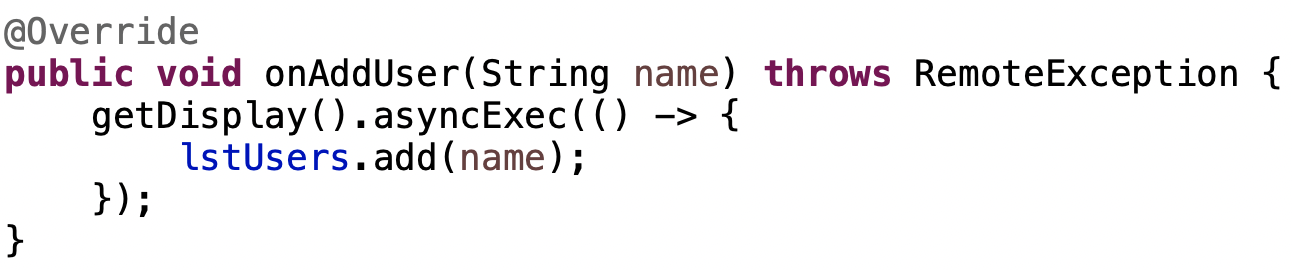 @Override
public void onAddUser(String name) throws RemoteException {
    getDisplay().asyncExec(() -> {
        lstUsers.add(name);
    });
}